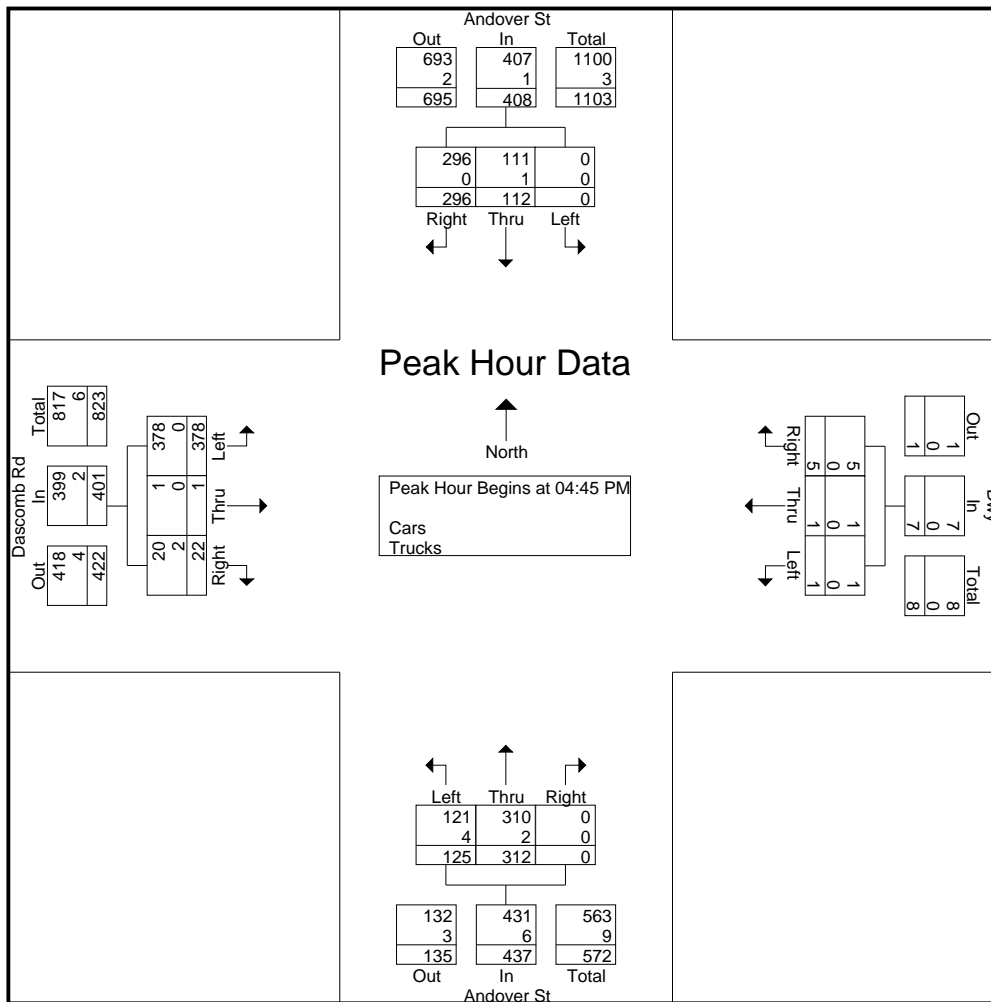 Andover St
Out In Total
693 407 1100
2 1 3
695 408 1103
296 111 0
0 1 0
296 112 0
Right Thru Left
Peak Hour Data
North
Peak Hour Begins at 04:45 PM
Cars
Trucks
Dascomb Rd
Total
817
6
823
In
399
2
401
Out
418
4
422
Left
378
0
378
Thru
1
0
1
Right
20
2
22
Right
5
0
5
Thru
1
0
1
Left
1
0
1
Out
1
0
1
In
7
0
7
Total
8
0
8
Left Thru Right
121 310 0
4 2 0
125 312 0
132 431 563
3 6 9
135 437 572
Out In Total
Andover St